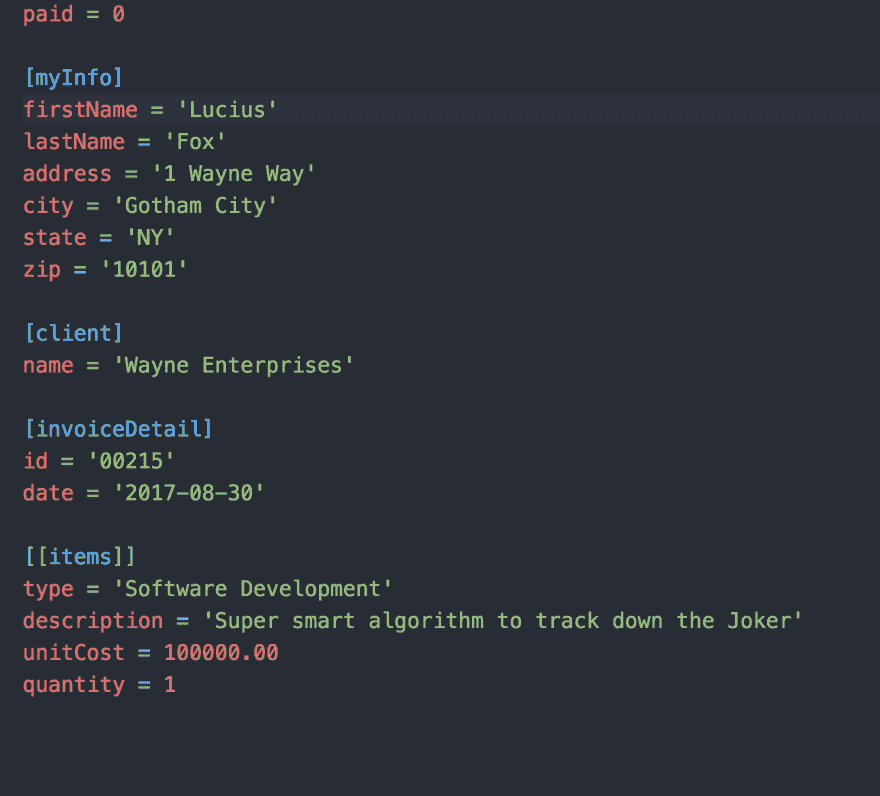 paid = 0
[myInfo]
firstName = 'Lucius'
lastName = 'Fox'
address = '1 Wayne Way'
city = 'Gotham City'
state = 'NY'
zip = '10101'
[client]
name = 'Wayne Enterprises'
[invoiceDetail]
id = '00215'
date = '2017-08-30'
[[items]]
type = 'Software Development'
description = 'Super smart algorithm to track down the Joker'
unitCost = 100000.00
quantity = 1